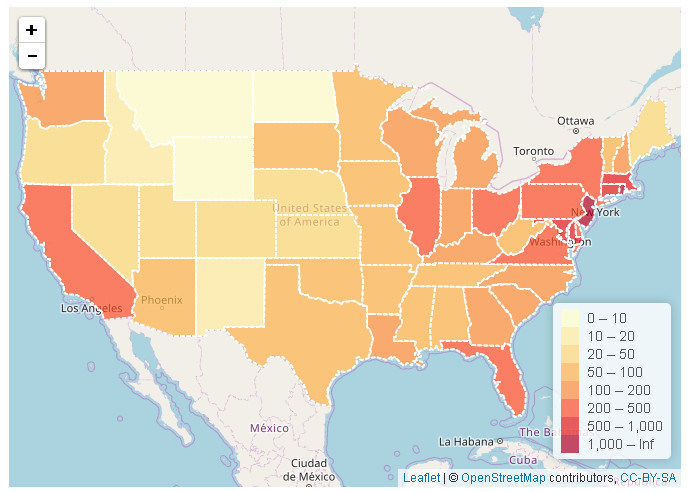 +
−
Ottawa
Toronto
United States
of America
New York
Washington
Los Angeles
Phoenix
0 – 10
10 – 20
20 – 50
50 – 100
100 – 200
200 – 500
500 – 1,000
1,000 – Inf
México
La Habana
The Ba
Cuba
Ciudad
de México
Leaflet | © OpenStreetMap contributors, CC-BY-SA